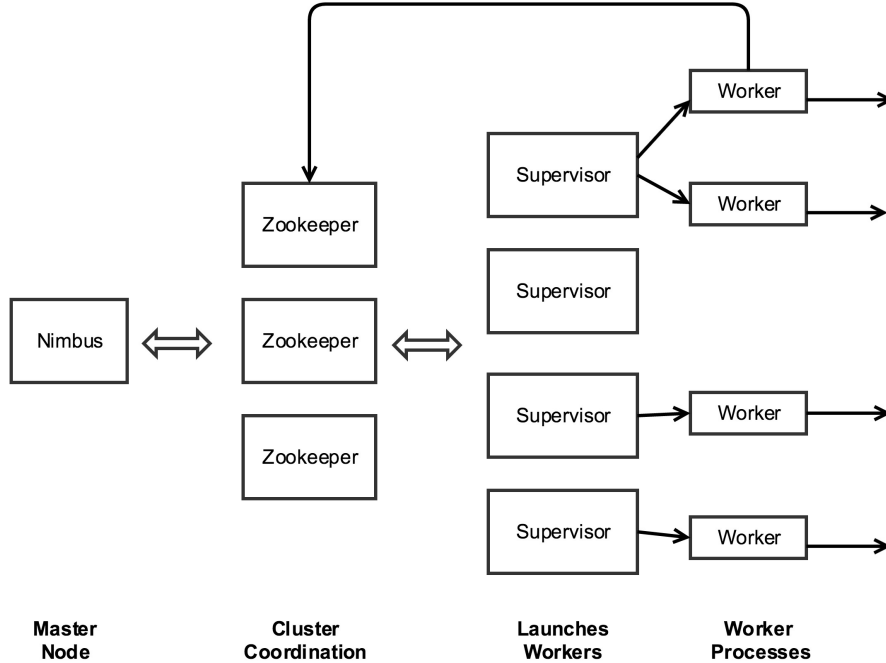 Worker
Supervisor
Worker
Zookeeper
Supervisor
Nimbus
Zookeeper
Supervisor
Worker
Zookeeper
Supervisor
Worker
Master
Node
Cluster
Coordination
Launches
Workers
Worker
Processes